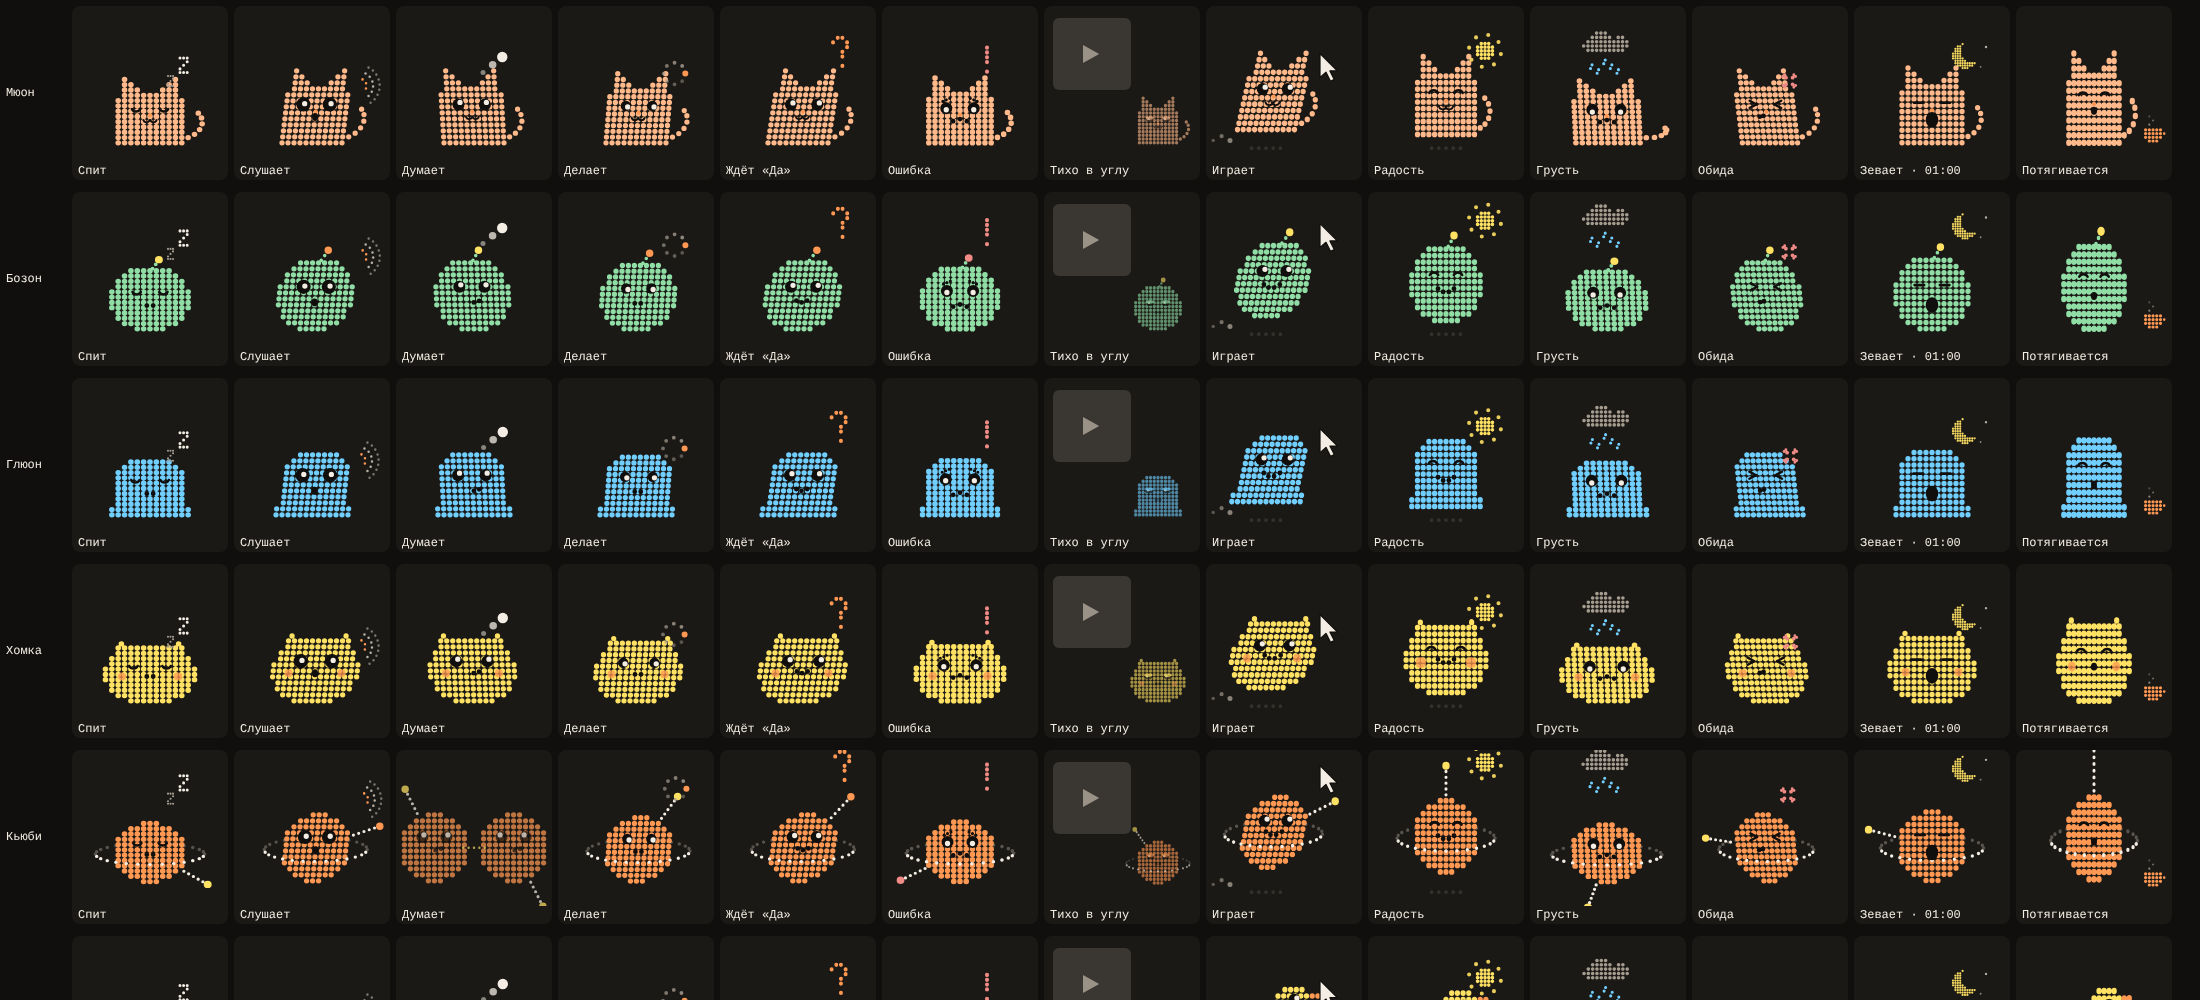 Мюон
Спит
Слушает
Думает
Делает
Ждёт «Да»
Ошибка
Тихо в углу
Играет
Радость
Грусть
Обида
Зевает · 01:00
Потягивается
Бозон
Спит
Слушает
Думает
Делает
Ждёт «Да»
Ошибка
Тихо в углу
Играет
Радость
Грусть
Обида
Зевает · 01:00
Потягивается
Глюон
Спит
Слушает
Думает
Делает
Ждёт «Да»
Ошибка
Тихо в углу
Играет
Радость
Грусть
Обида
Зевает · 01:00
Потягивается
Хомка
Спит
Слушает
Думает
Делает
Ждёт «Да»
Ошибка
Тихо в углу
Играет
Радость
Грусть
Обида
Зевает · 01:00
Потягивается
Кьюби
Спит
Слушает
Думает
Делает
Ждёт «Да»
Ошибка
Тихо в углу
Играет
Радость
Грусть
Обида
Зевает · 01:00
Потягивается